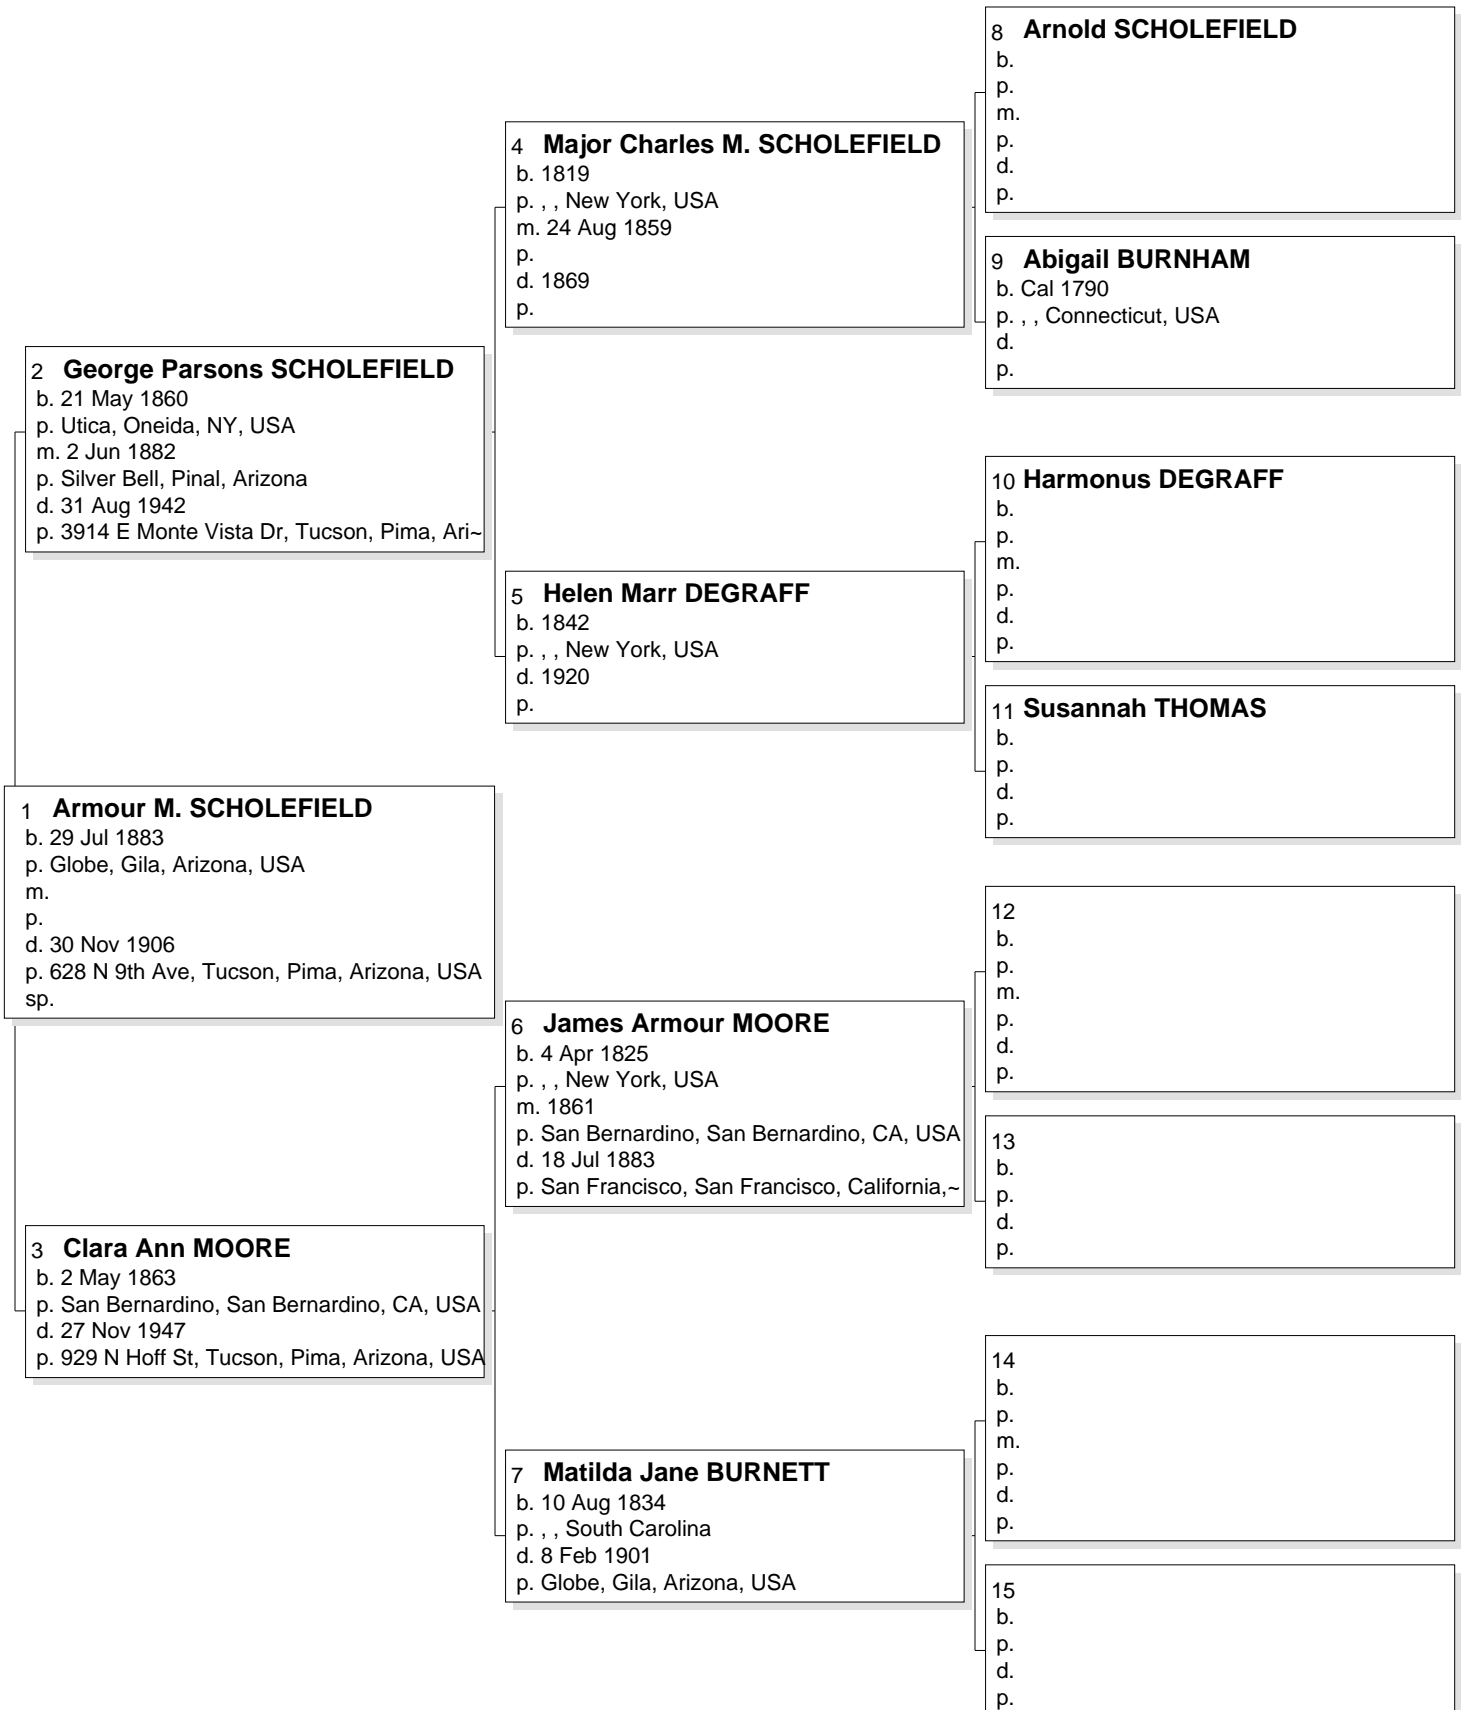 8 Arnold SCHOLEFIELD
b.
p.
m.
p.
d.
p.
4 Major Charles M. SCHOLEFIELD
b. 1819
p. , , New York, USA
m. 24 Aug 1859
p.
d. 1869
p.
9 Abigail BURNHAM
b. Cal 1790
p. , , Connecticut, USA
d.
p.
2 George Parsons SCHOLEFIELD
b. 21 May 1860
p. Utica, Oneida, NY, USA
m. 2 Jun 1882
p. Silver Bell, Pinal, Arizona
d. 31 Aug 1942
p. 3914 E Monte Vista Dr, Tucson, Pima, Ari~
10 Harmonus DEGRAFF
b.
p.
m.
p.
d.
p.
5 Helen Marr DEGRAFF
b. 1842
p. , , New York, USA
d. 1920
p.
11 Susannah THOMAS
b.
p.
d.
p.
1 Armour M. SCHOLEFIELD
b. 29 Jul 1883
p. Globe, Gila, Arizona, USA
m.
p.
d. 30 Nov 1906
p. 628 N 9th Ave, Tucson, Pima, Arizona, USA
sp.
12
b.
p.
m.
p.
d.
p.
6 James Armour MOORE
b. 4 Apr 1825
p. , , New York, USA
m. 1861
p. San Bernardino, San Bernardino, CA, USA
d. 18 Jul 1883
p. San Francisco, San Francisco, California,~
13
b.
p.
d.
p.
3 Clara Ann MOORE
b. 2 May 1863
p. San Bernardino, San Bernardino, CA, USA
d. 27 Nov 1947
p. 929 N Hoff St, Tucson, Pima, Arizona, USA
14
b.
p.
m.
p.
d.
p.
7 Matilda Jane BURNETT
b. 10 Aug 1834
p. , , South Carolina
d. 8 Feb 1901
p. Globe, Gila, Arizona, USA
15
b.
p.
d.
p.